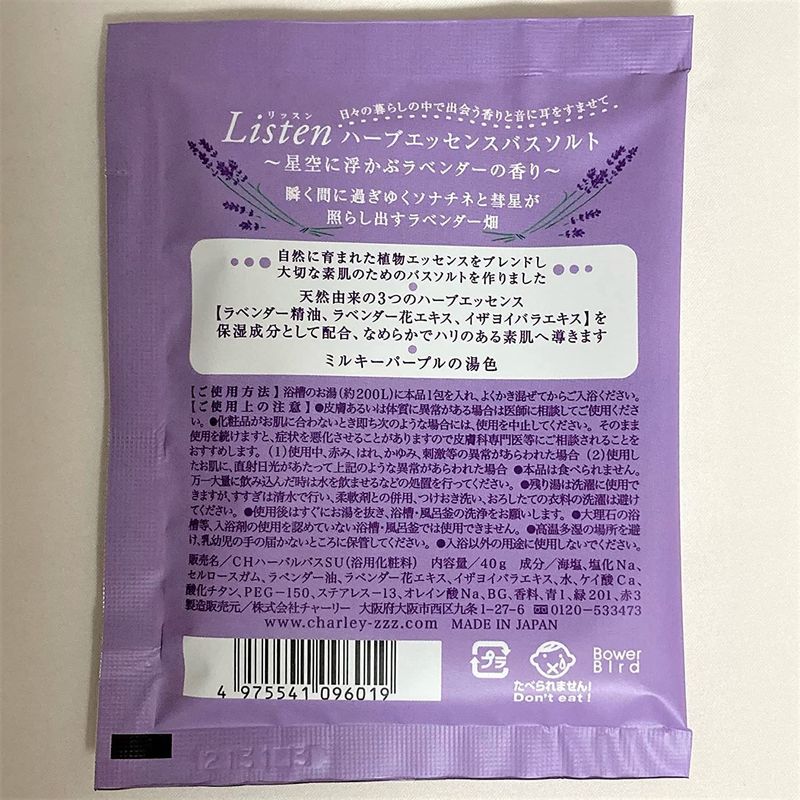 日々の暮らしの中で出会う香りと音に耳をすませて
リッスン
Listen ハーブエッセンスバスソルト
～星空に浮かぶラベンダーの香り～
瞬く間に過ぎゆくソナチネと彗星が
照らし出すラベンダー畑
自然に育まれた植物エッセンスをブレンドし
大切な素肌のためのバスソルトを作りました
天然由来の3つのハーブエッセンス
【ラベンダー精油、ラベンダー花エキス、イザヨイバラエキス】を
保湿成分として配合、なめらかでハリのある素肌へ導きます
ミルキーパープルの湯色
【ご使用方法】浴槽のお湯(約200L)に本品1包を入れ、よくかき混ぜてからご入浴ください。
【ご使用上の注意】●皮膚あるいは体質に異常がある場合は医師に相談してご使用くださ
い。●化粧品がお肌に合わないとき即ち次のような場合には、使用を中止してください。そのまま
使用を続けますと、症状を悪化させることがありますので皮膚科専門医等にご相談されることを
おすすめします。(1)使用中、赤み、はれ、かゆみ、刺激等の異常があらわれた場合 (2)使用し
たお肌に、直射日光があたって上記のような異常があらわれた場合 ●本品は食べられません。
万一大量に飲み込んだ時は水を飲ませるなどの処置を行ってください。●残り湯は洗濯に使用で
きますが、すすぎは清水で行い、柔軟剤との併用、つけおき洗い、おろしたての衣料の洗濯は避け
てください。●使用後はすぐにお湯を抜き、浴槽・風呂釜の洗浄をお願いします。●大理石の浴
槽等、入浴剤の使用を認めていない浴槽・風呂釜では使用できません。●高温多湿の場所を避
け、乳幼児の手の届かないところに保管してください。●入浴以外の用途に使用しないでください。
販売名／CHハーバルバスSU(浴用化粧料) 内容量／40g 成分／海塩、塩化Na、
セルロースガム、ラベンダー油、ラベンダー花エキス、イザヨイバラエキス、水、ケイ酸Ca、
酸化チタン、PEG-150、ステアレス-13、オレイン酸Na、BG、香料、青1、緑201、赤3
製造販売元／株式会社チャーリー 大阪府大阪市西区九条1-27-6 0120-533473
www.charley-zzz.com MADE IN JAPAN
4 975541 096019
プラ
たべられません!
Don't eat!
Bower
Bird